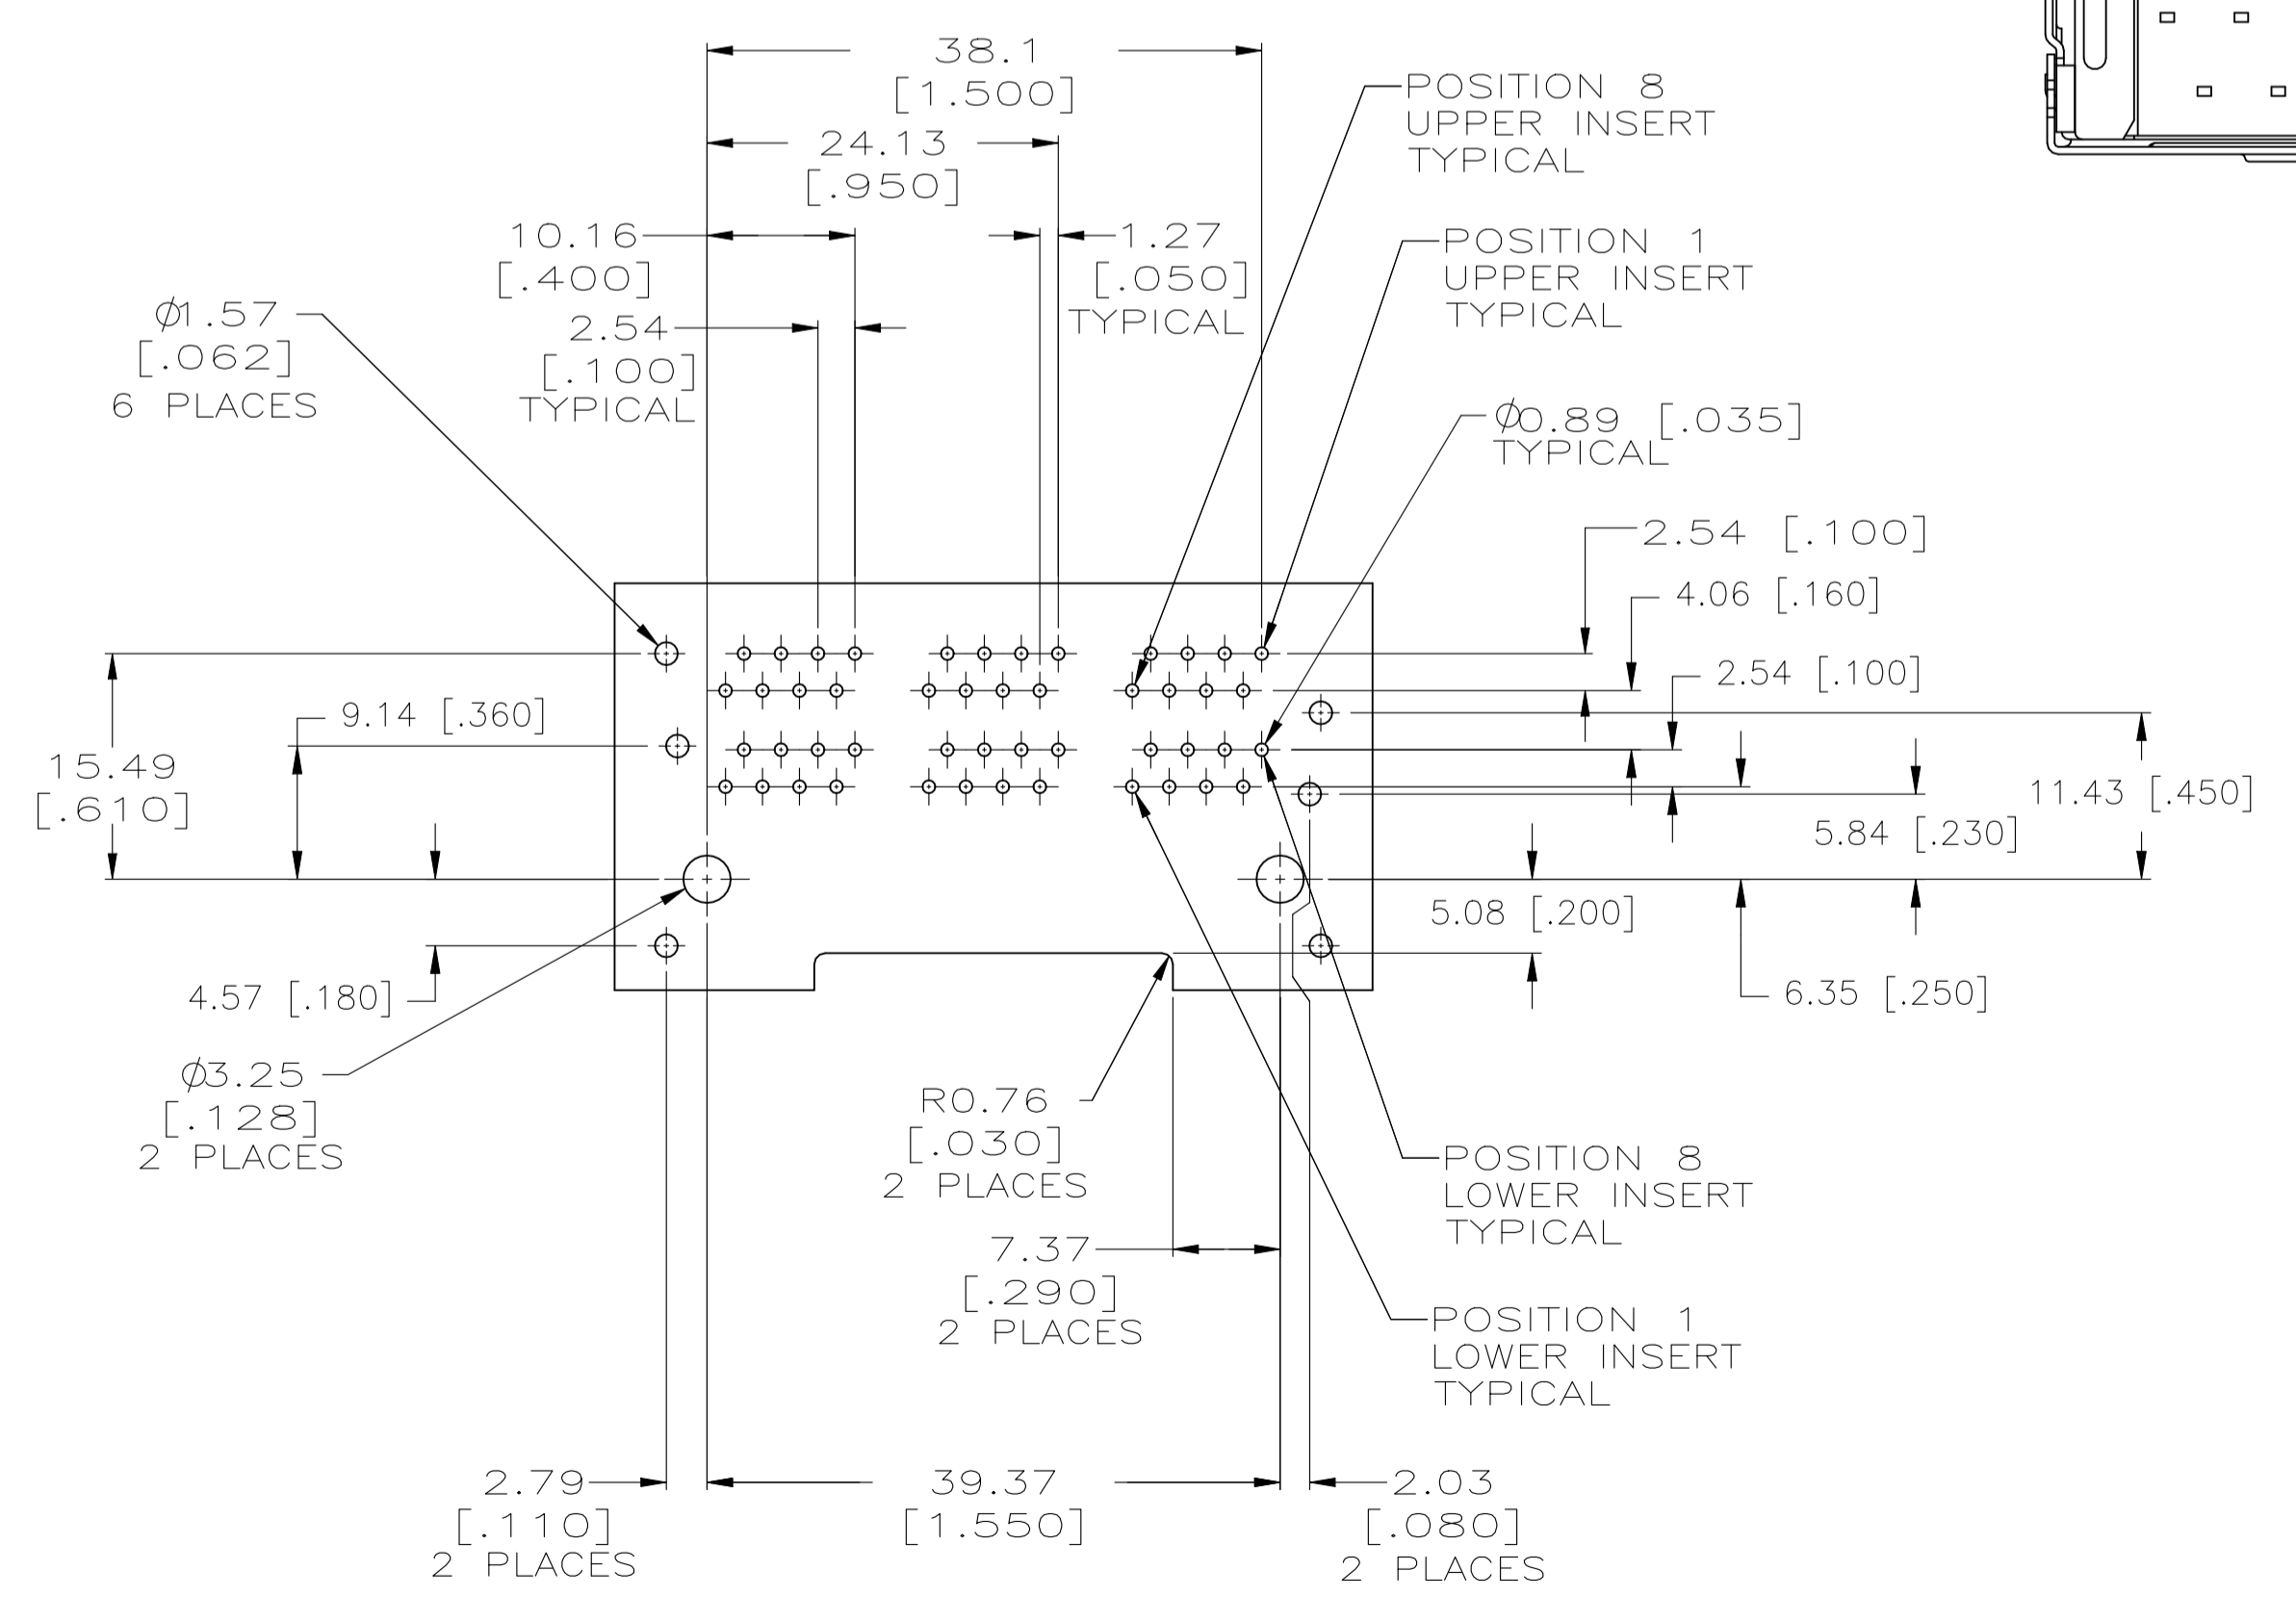 38.1
[1.500]
24.13
[.950]
10.16
[.400]
1.27
[.050]
TYPICAL
2.54
[.100]
TYPICAL
Ø1.57
[.062]
6 PLACES
POSITION 8
UPPER INSERT
TYPICAL
POSITION 1
UPPER INSERT
TYPICAL
Ø0.89 [.035]
TYPICAL
2.54 [.100]
4.06 [.160]
2.54 [.100]
9.14 [.360]
15.49
[.610]
11.43 [.450]
5.84 [.230]
5.08 [.200]
6.35 [.250]
4.57 [.180]
Ø3.25
[.128]
2 PLACES
R0.76
[.030]
2 PLACES
7.37
[.290]
2 PLACES
POSITION 8
LOWER INSERT
TYPICAL
POSITION 1
LOWER INSERT
TYPICAL
2.79
[.110]
2 PLACES
39.37
[1.550]
2.03
[.080]
2 PLACES